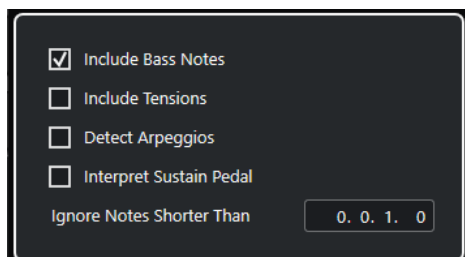 Include Bass Notes
Include Tensions
Detect Arpeggios
Interpret Sustain Pedal
Ignore Notes Shorter Than 0. 0. 1. 0